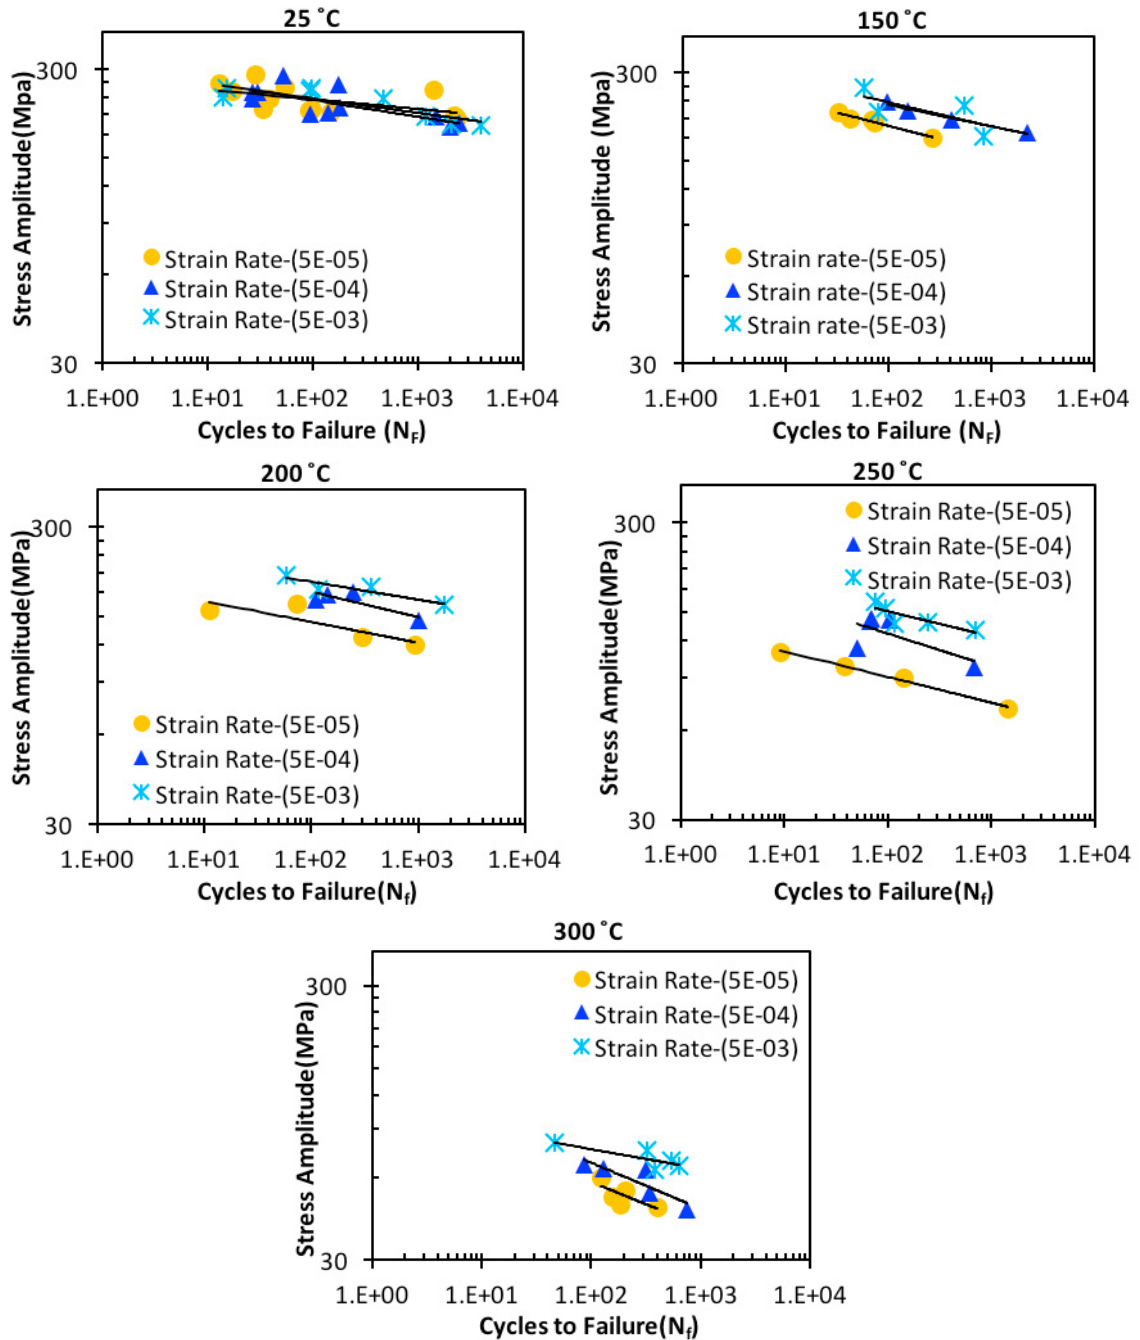 25 ˚C
Stress Amplitude(Mpa)
300
30
Strain Rate-(5E-05)
Strain Rate-(5E-04)
Strain Rate-(5E-03)
1.E+00 1.E+01 1.E+02 1.E+03 1.E+04
Cycles to Failure (NF)
150 ˚C
Stress Amplitude (Mpa)
300
30
Strain rate-(5E-05)
Strain rate-(5E-04)
Strain rate-(5E-03)
1.E+00 1.E+01 1.E+02 1.E+03 1.E+04
Cycles to Failure (NF)
200 ˚C
Stress Amplitude(MPa)
300
30
Strain Rate-(5E-05)
Strain Rate-(5E-04)
Strain Rate-(5E-03)
1.E+00 1.E+01 1.E+02 1.E+03 1.E+04
Cycles to Failure(Nf)
250 ˚C
Stress Amplitude(MPa)
300
30
Strain Rate-(5E-05)
Strain Rate-(5E-04)
Strain Rate-(5E-03)
1.E+00 1.E+01 1.E+02 1.E+03 1.E+04
Cycles to Failure(Nf)
300 ˚C
Stress Amplitude(MPa)
300
30
Strain Rate-(5E-05)
Strain Rate-(5E-04)
Strain Rate-(5E-03)
1.E+00 1.E+01 1.E+02 1.E+03 1.E+04
Cycles to Failure(Nf)